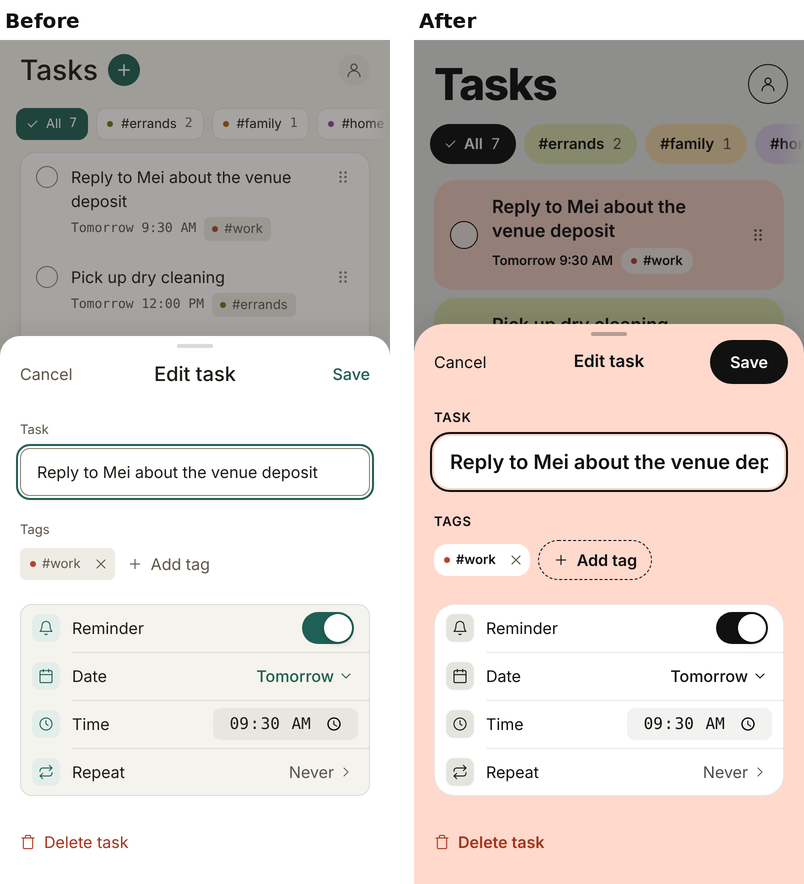 Before
Tasks
All 7
#errands 2
#family 1
#home
Reply to Mei about the venue
deposit
Tomorrow 9:30 AM #work
Pick up dry cleaning
Tomorrow 12:00 PM #errands
Cancel
Edit task
Save
Task
Reply to Mei about the venue deposit
Tags
#work
Add tag
Reminder
Date Tomorrow
Time 09:30 AM
Repeat Never
Delete task
After
Tasks
All 7
#errands 2
#family 1
#ho
Reply to Mei about the
venue deposit
Tomorrow 9:30 AM #work
Pick up dry cleaning
Cancel
Edit task
Save
TASK
Reply to Mei about the venue dep
TAGS
#work
Add tag
Reminder
Date Tomorrow
Time 09:30 AM
Repeat Never
Delete task